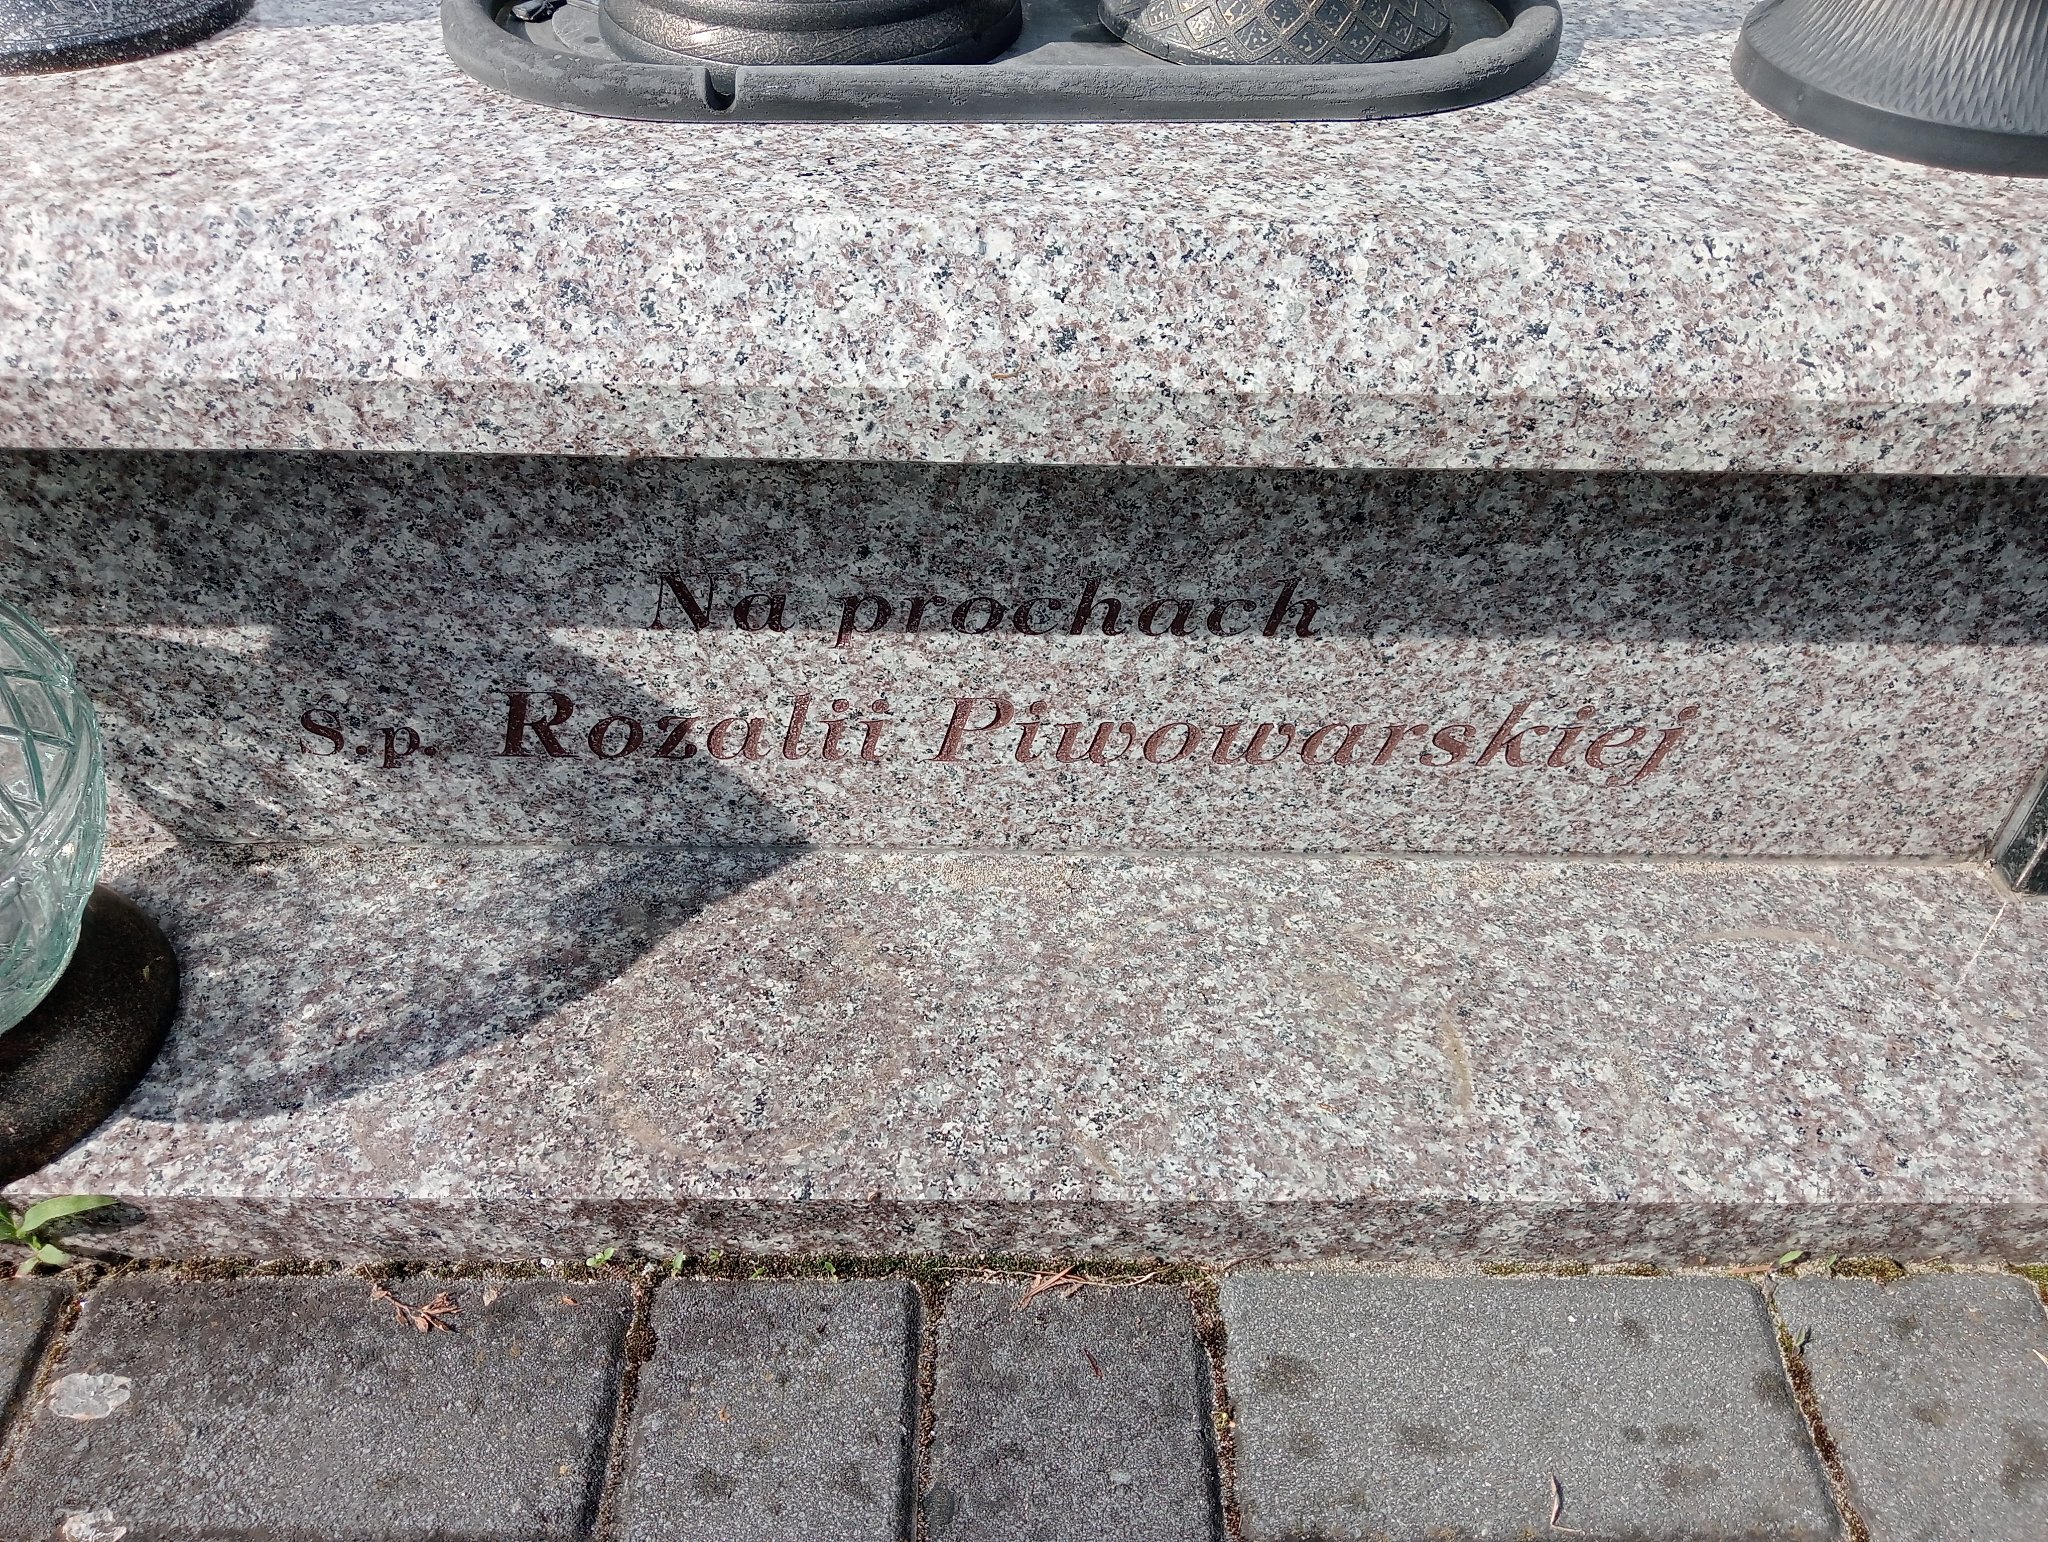 Na prochach
Ś.p. Rozalii Piwowarskiej